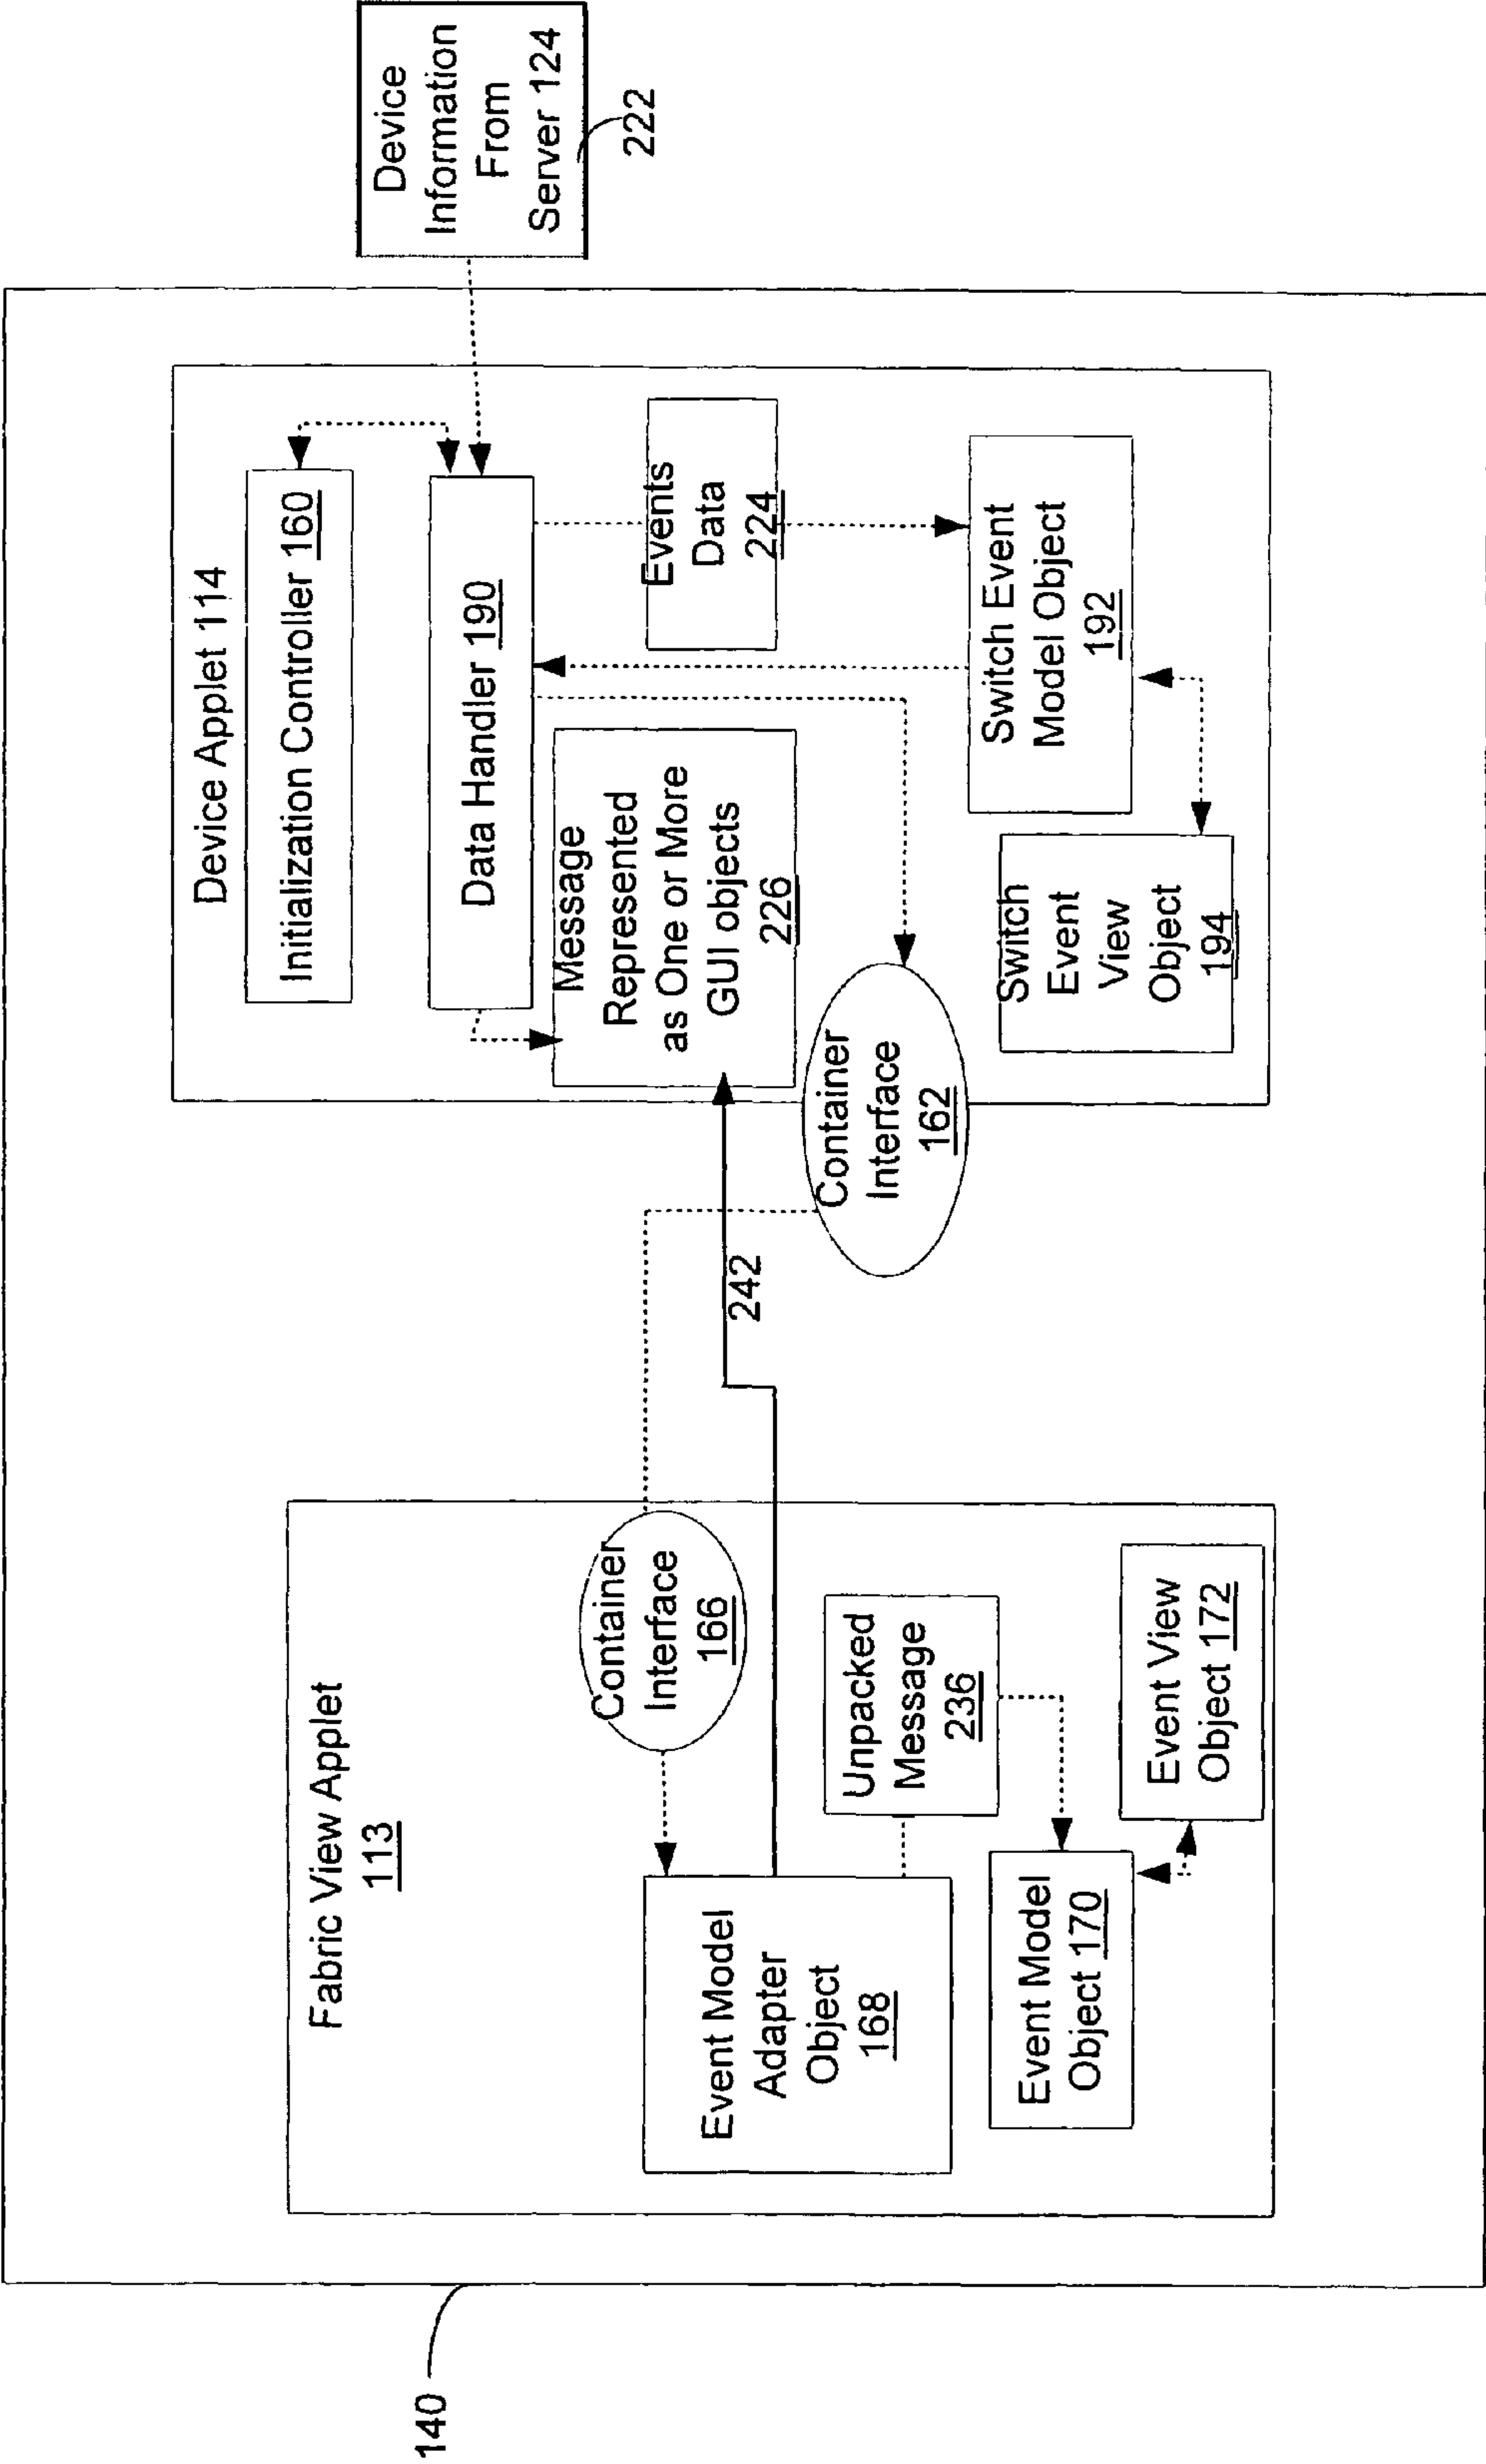 140
Fabric View Applet
113
Event Model
Adapter
Object
168
Container
Interface
166
Unpacked
Message
236
Event Model
Object 170
Event View
Object 172
242
Device Applet 114
Initialization Controller 160
Data Handler 190
Message
Represented
as One or More
GUI objects
226
Events
Data
224
Container
Interface
162
Switch Event
Model Object
192
Switch
Event
View
Object
194
Device
Information
From
Server 124
222